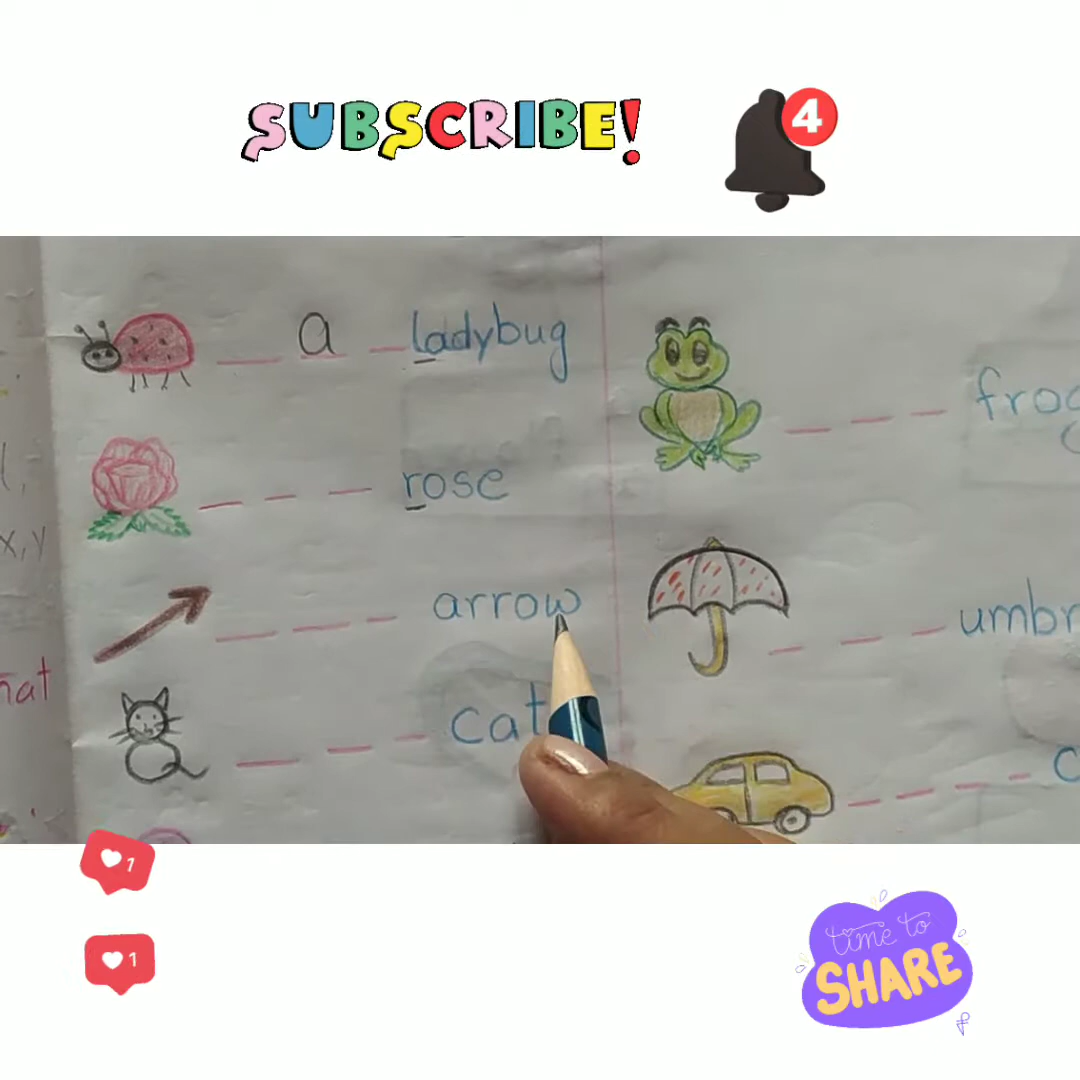 SUBSCRIBE!
4
a ladybug
rose
arrow
cat
x,y
frog
umbr
c
1
1
time to
SHARE